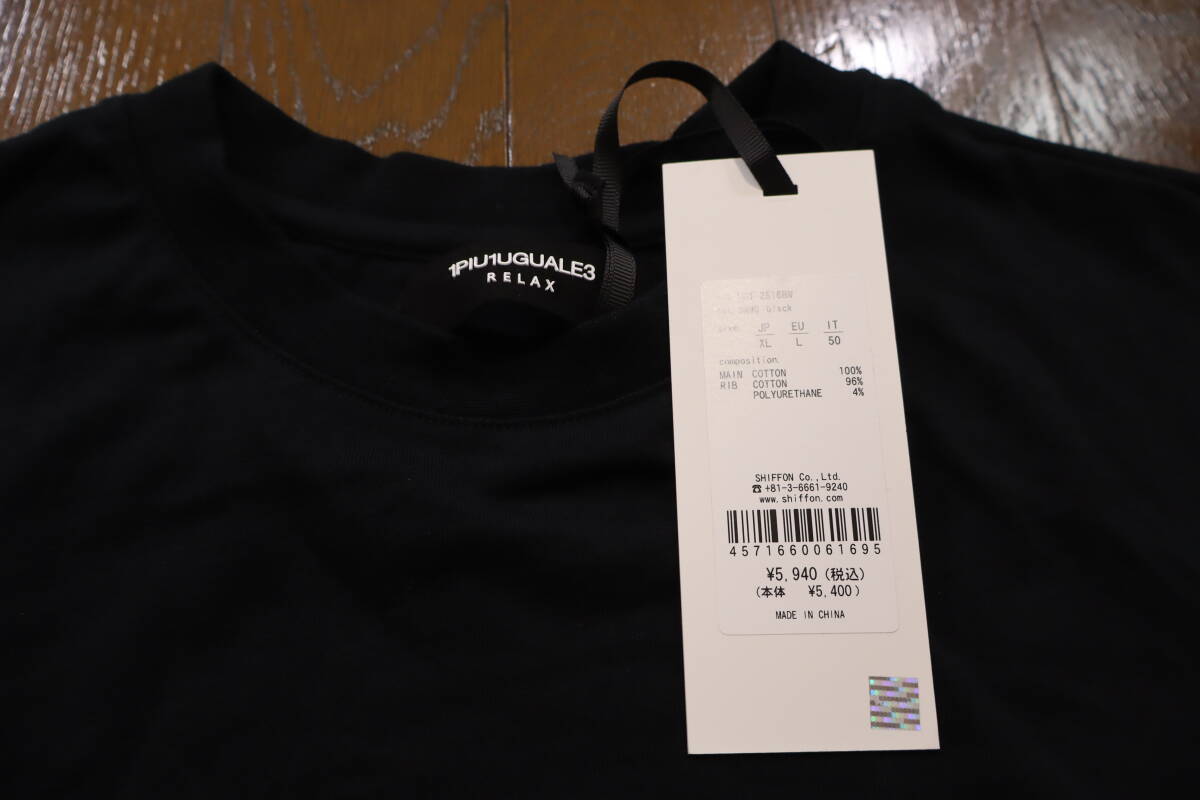 1PIU1UGUALE3
RELAX
black
size JP EU IT
XL L 50
composition
MAIN COTTON 100%
RIB COTTON 96%
POLYURETHANE 4%
SHIFFON Co.,Ltd.
☎+81-3-6661-9240
www.shiffon.com
4571660061695
¥5,940 (税込)
(本体 ¥5,400)
MADE IN CHINA